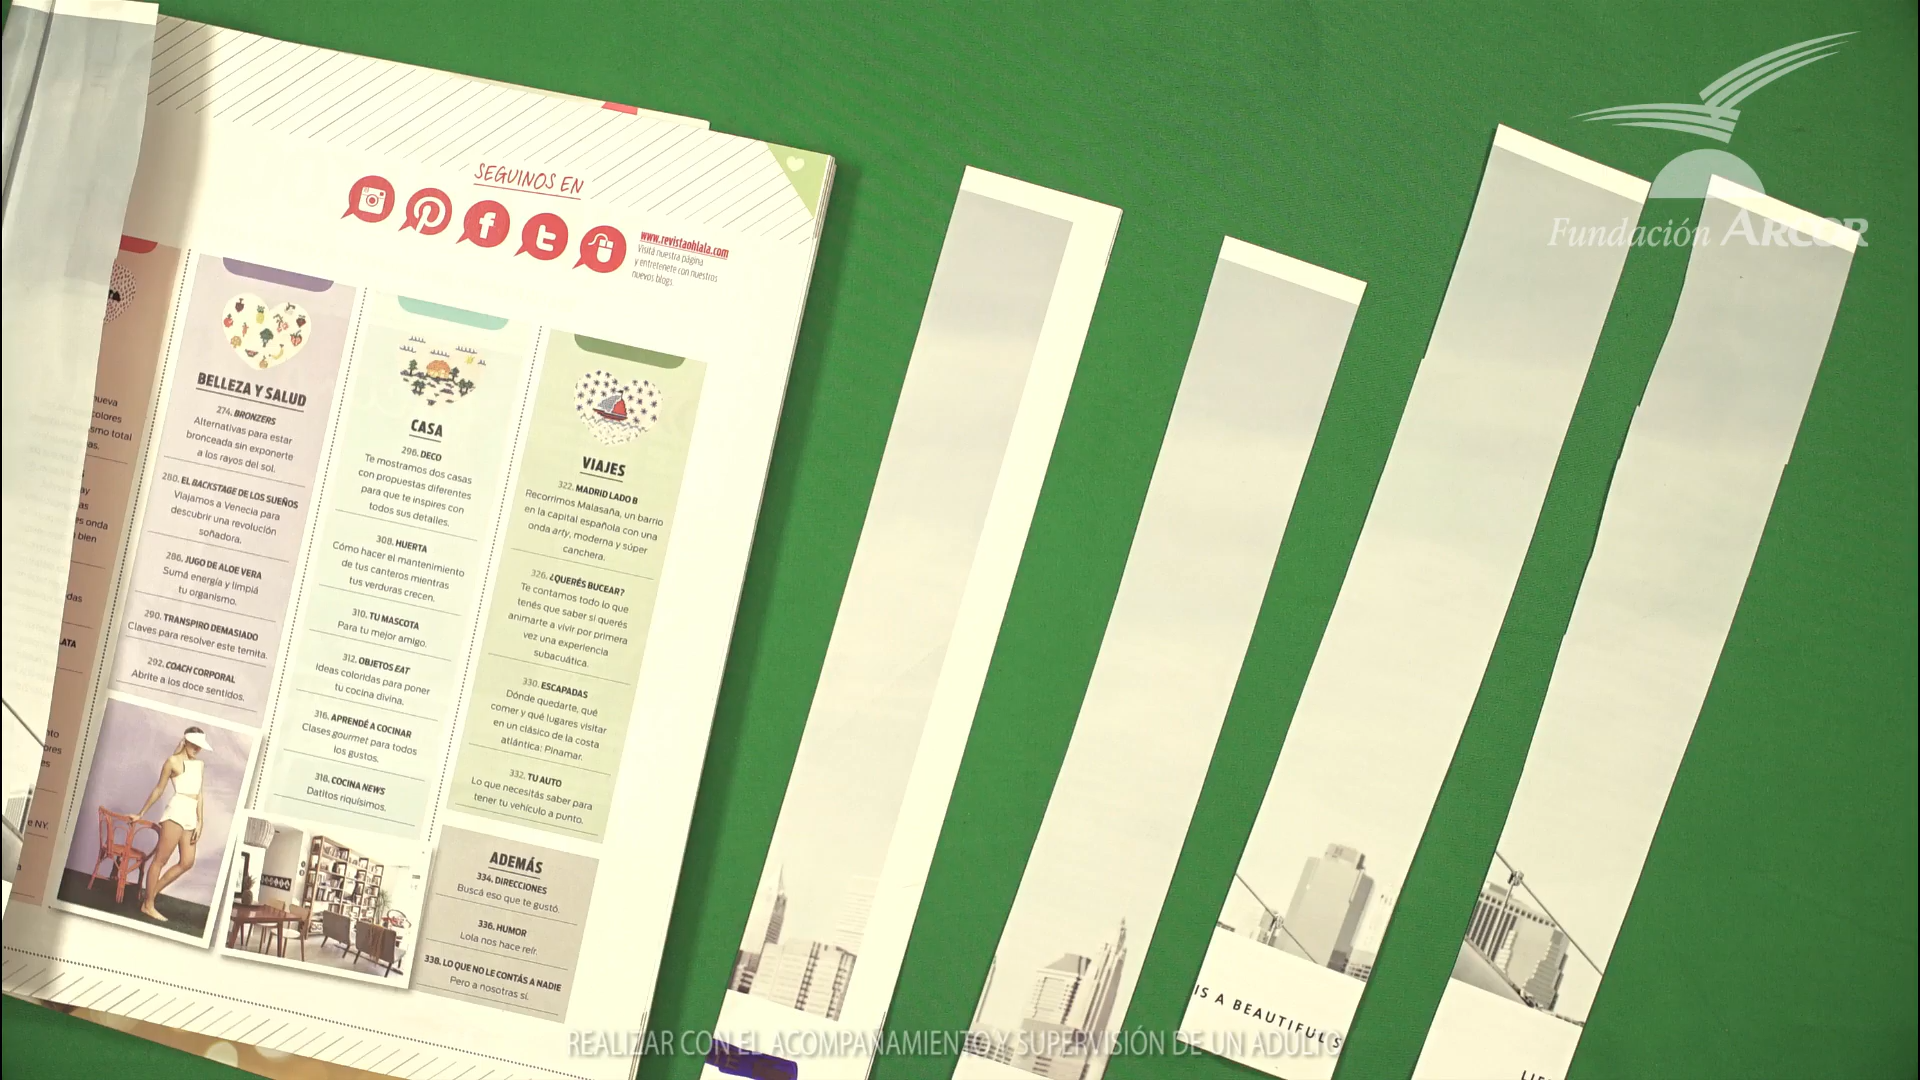 SEGUINOS EN
www.revistaohlala.com
Visitá nuestra página
y entretenete con nuestros
nuevos blogs.
BELLEZA Y SALUD
274. BRONZERS
Alternativas para estar
bronceada sin exponerte
a los rayos del sol.
280. EL BACKSTAGE DE LOS SUEÑOS
Viajamos a Venecia para
descubrir una revolución
soñadora.
286. JUGO DE ALOE VERA
Sumá energía y limpiá
tu organismo.
290. TRANSPIRO DEMASIADO
Claves para resolver este temita.
292. COACH CORPORAL
Abrite a los doce sentidos.
CASA
296. DECO
Te mostramos dos casas
con propuestas diferentes
para que te inspires con
todos sus detalles.
308. HUERTA
Cómo hacer el mantenimiento
de tus canteros mientras
tus verduras crecen.
310. TU MASCOTA
Para tu mejor amigo.
312. OBJETOS EAT
Ideas coloridas para poner
tu cocina divina.
316. APRENDÉ A COCINAR
Clases gourmet para todos
los gustos.
318. COCINA NEWS
Datitos riquísimos.
VIAJES
322. MADRID LADO B
Recorrimos Malasaña, un barrio
en la capital española con una
onda arty, moderna y súper
canchera.
326. ¿QUERÉS BUCEAR?
Te contamos todo lo que
tenés que saber si querés
animarte a vivir por primera
vez una experiencia
subacuática.
330. ESCAPADAS
Dónde quedarte, qué
comer y qué lugares visitar
en un clásico de la costa
atlántica: Pinamar.
332. TU AUTO
Lo que necesitás saber para
tener tu vehículo a punto.
ADEMÁS
334. DIRECCIONES
Buscá eso que te gustó.
336. HUMOR
Lola nos hace reír.
338. LO QUE NO LE CONTÁS A NADIE
Pero a nosotras sí.
Fundación ARCOR
IS A BEAUTIFUL S
REALIZAR CON EL ACOMPAÑAMIENTO Y SUPERVISIÓN DE UN ADULTO